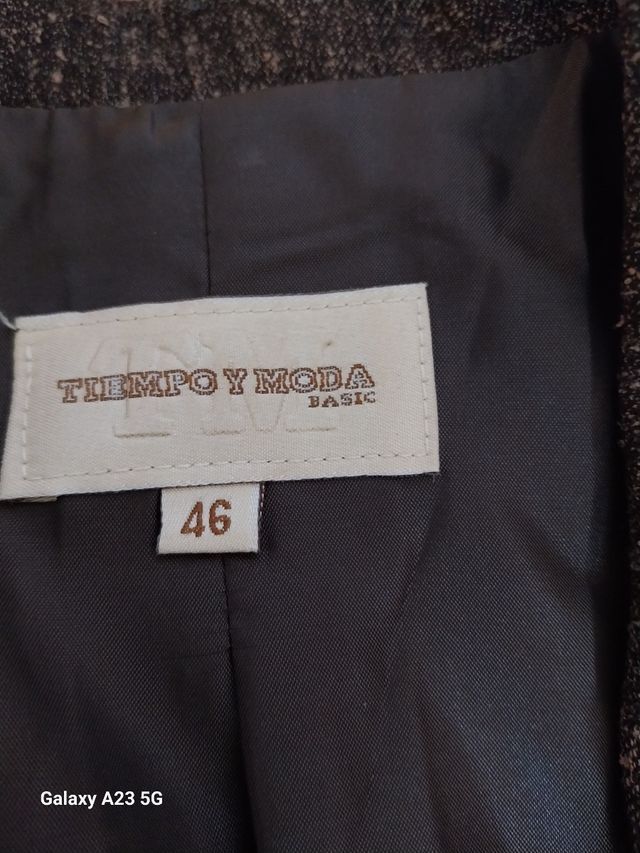 TIEMPO Y MODA
BASIC
46
Galaxy A23 5G